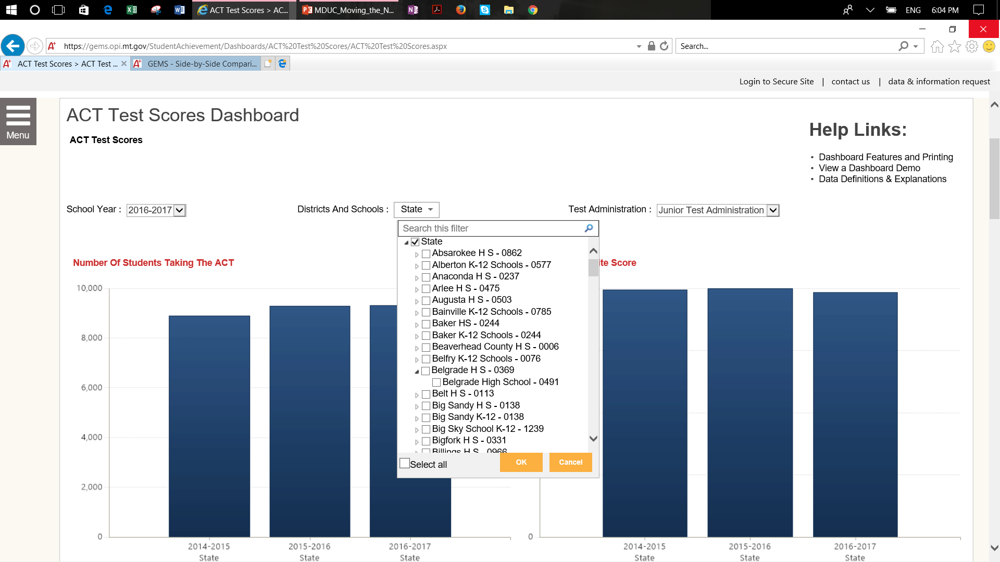 ACT Test Scores > AC...
MDUC_Moving_the_N...
ENG
6:04 PM
https://gems.opi.mt.gov/StudentAchievement/Dashboards/ACT%20Test%20Scores/ACT%20Test%20Scores.aspx
Search...
ACT Test Scores > ACT Test ...
GEMS - Side-by-Side Compari...
Login to Secure Site | contact us | data & information request
Menu
ACT Test Scores Dashboard
ACT Test Scores
Help Links:
• Dashboard Features and Printing
• View a Dashboard Demo
• Data Definitions & Explanations
School Year : 2016-2017
Districts And Schools : State
Test Administration : Junior Test Administration
Search this filter
State
Absarokee H S - 0862
Alberton K-12 Schools - 0577
Anaconda H S - 0237
Arlee H S - 0475
Augusta H S - 0503
Bainville K-12 Schools - 0785
Baker HS - 0244
Baker K-12 Schools - 0244
Beaverhead County H S - 0006
Belfry K-12 Schools - 0076
Belgrade H S - 0369
Belgrade High School - 0491
Belt H S - 0113
Big Sandy H S - 0138
Big Sandy K-12 - 0138
Big Sky School K-12 - 1239
Bigfork H S - 0331
Billings H S - 0966
Select all
OK
Cancel
Number Of Students Taking The ACT
10,000
8,000
6,000
4,000
2,000
0
2014-2015
State
2015-2016
State
2016-2017
State
ite Score
0
2014-2015
State
2015-2016
State
2016-2017
State